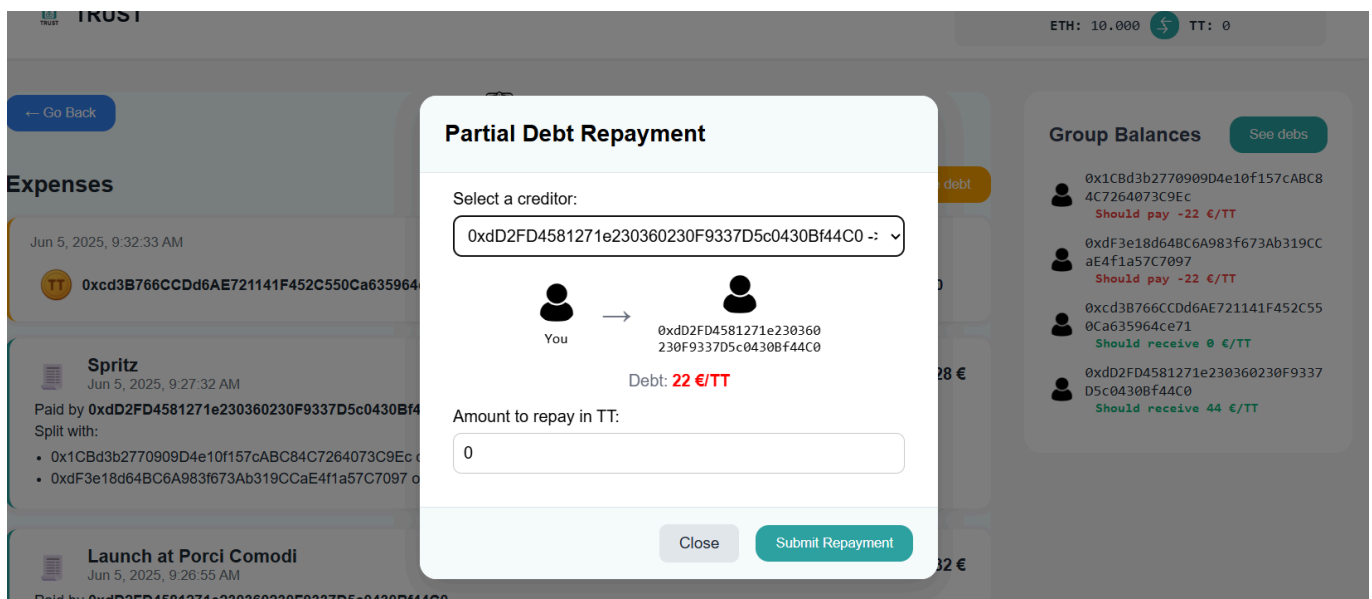 TRUST
TRUST
ETH: 10.000
TT: 0
← Go Back
Expenses
debt
Jun 5, 2025, 9:32:33 AM
TT
0xcd3B766CCDd6AE721141F452C550Ca635964
Spritz
Jun 5, 2025, 9:27:32 AM
28 €
Paid by 0xdD2FD4581271e230360230F9337D5c0430Bf4
Split with:
• 0x1CBd3b2770909D4e10f157cABC84C7264073C9Ec
• 0xdF3e18d64BC6A983f673Ab319CCaE4f1a57C7097 o
Launch at Porci Comodi
Jun 5, 2025, 9:26:55 AM
32 €
Paid by 0xdD2FD4581271e230360230F9337D5c0430Bf44C0
Partial Debt Repayment
Select a creditor:
0xdD2FD4581271e230360230F9337D5c0430Bf44C0 -:
You
→
0xdD2FD4581271e230360
230F9337D5c0430Bf44C0
Debt: 22 €/TT
Amount to repay in TT:
0
Close
Submit Repayment
Group Balances
See debs
0x1CBd3b2770909D4e10f157cABC8
4C7264073C9Ec
Should pay -22 €/TT
0xdF3e18d64BC6A983f673Ab319CC
aE4f1a57C7097
Should pay -22 €/TT
0xcd3B766CCDd6AE721141F452C55
0Ca635964ce71
Should receive 0 €/TT
0xdD2FD4581271e230360230F9337
D5c0430Bf44C0
Should receive 44 €/TT